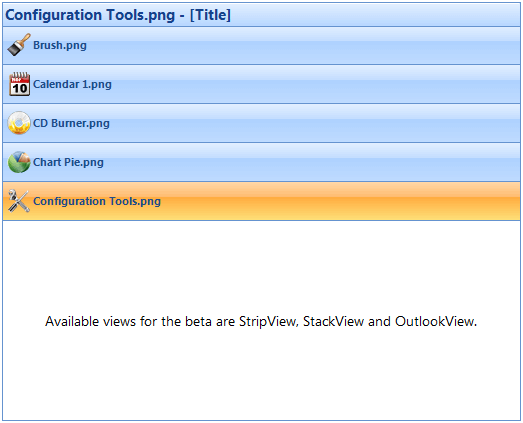 Configuration Tools.png - [Title]
Brush.png
10
Calendar 1.png
CD Burner.png
Chart Pie.png
Configuration Tools.png
Available views for the beta are StripView, StackView and OutlookView.